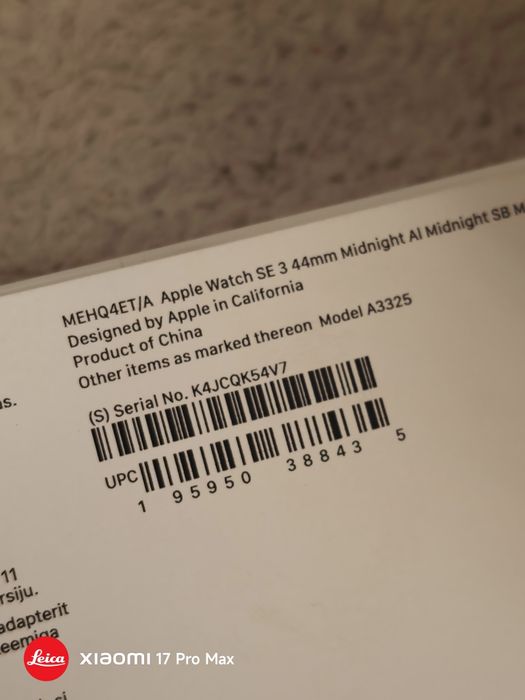 MEHQ4ET/A Apple Watch SE 3 44mm Midnight Al Midnight SB M
Designed by Apple in California
Product of China
Other items as marked thereon Model A3325
(S) Serial No. K4JCQK54V7
UPC
1 95950 38843 5
as.
11
rsiju.
adapterit
teemiga
Leica
XIAOMI 17 Pro Max